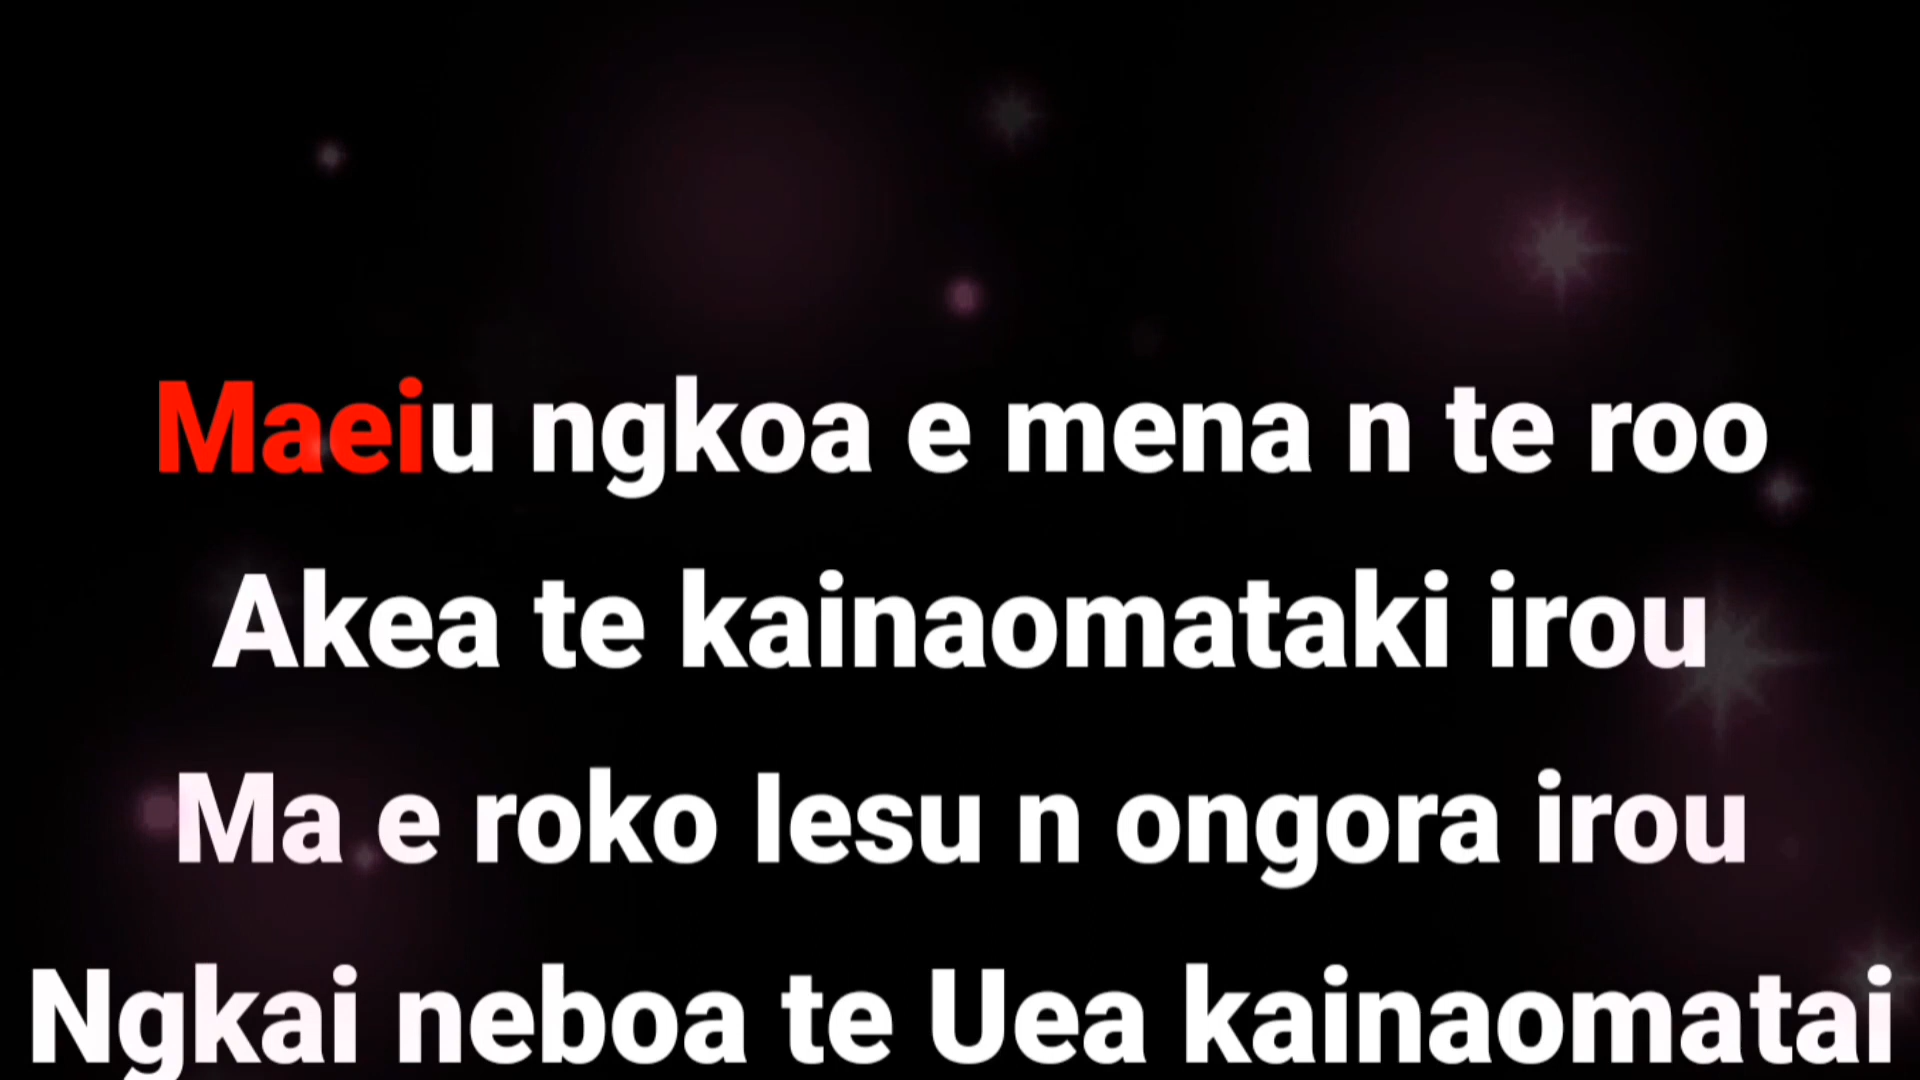 Maeiu ngkoa e mena n te roo
Akea te kainaomataki irou
Ma e roko Iesu n ongora irou
Ngkai neboa te Uea kainaomatai